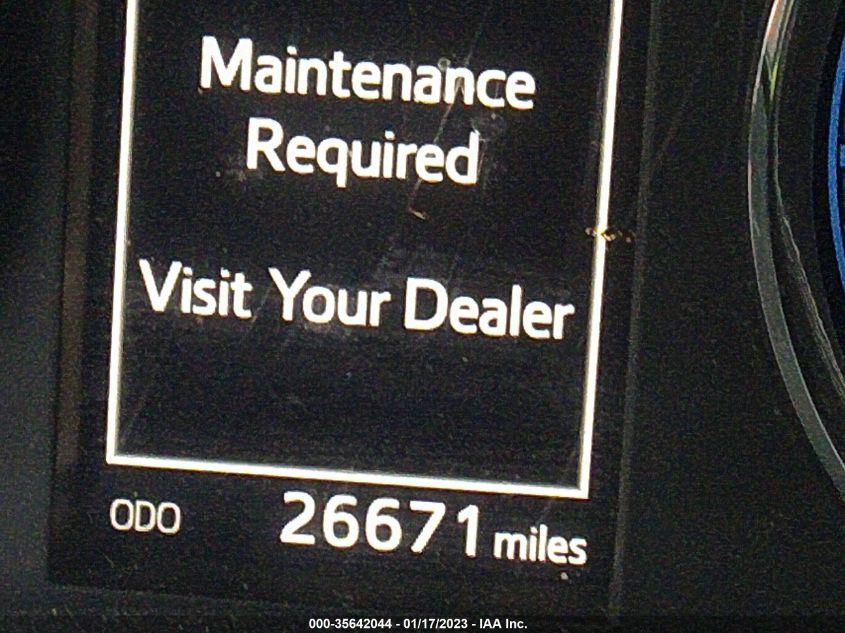 Maintenance
Required
Visit Your Dealer
ODO 26671 miles
000-35642044 - 01/17/2023 - IAA Inc.